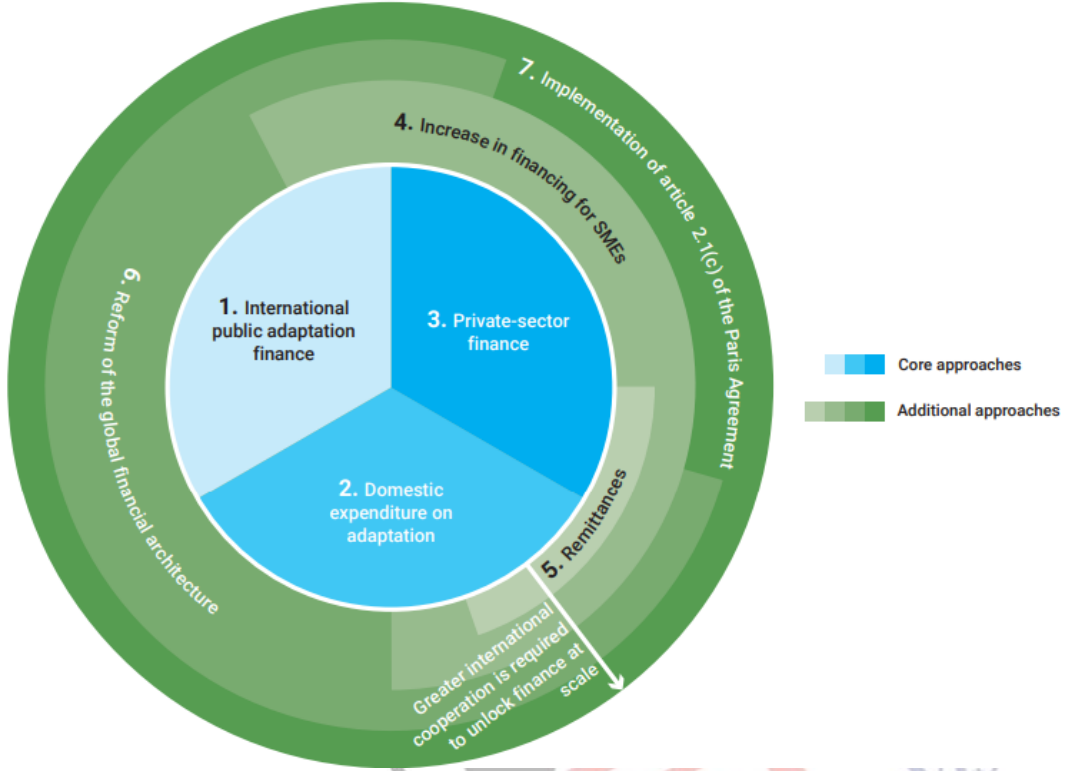 7. Implementation of article 2.1(c) of the Paris Agreement
4. Increase in financing for SMEs
6. Reform of the global financial architecture
1. International
public adaptation
finance
3. Private-sector
finance
2. Domestic
expenditure on
adaptation
5. Remittances
Greater international
cooperation is required
to unlock finance at
scale
Core approaches
Additional approaches